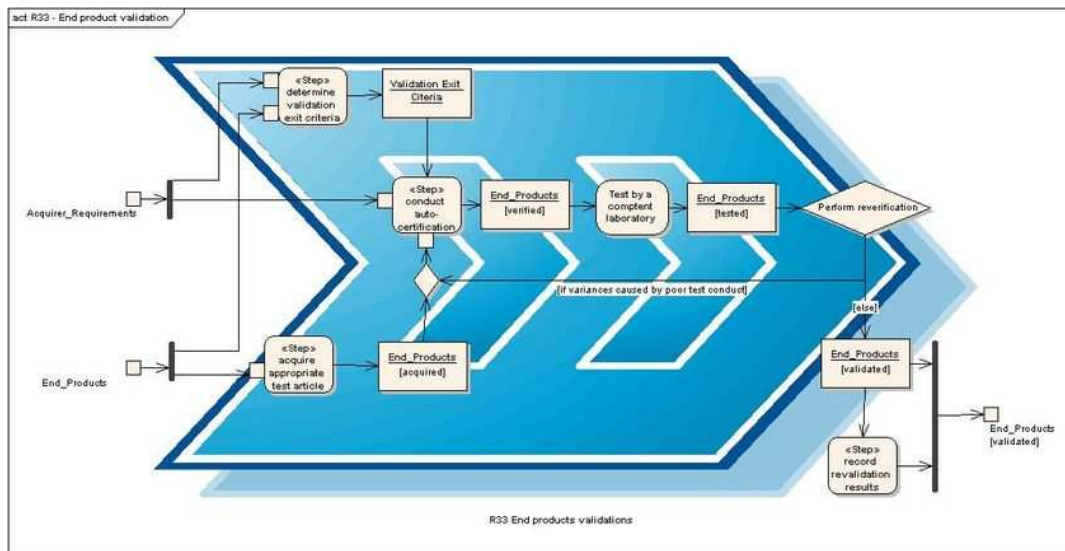 act R33 - End product validation
«Step»
determine
validation
exit criteria
Validation Exit
Citeria
Acquirer_Requirements
«Step»
conduct
auto-
certification
End_Products
[verified]
Test by a
comptent
laboratory
End_Products
[tested]
Perform reverification
[if variances caused by poor test conduct]
[else]
End_Products
«Step»
acquire
appropriate
test article
End_Products
[acquired]
End_Products
[validated]
End_Products
[validated]
«Step»
record
revalidation
results
R33 End products validations